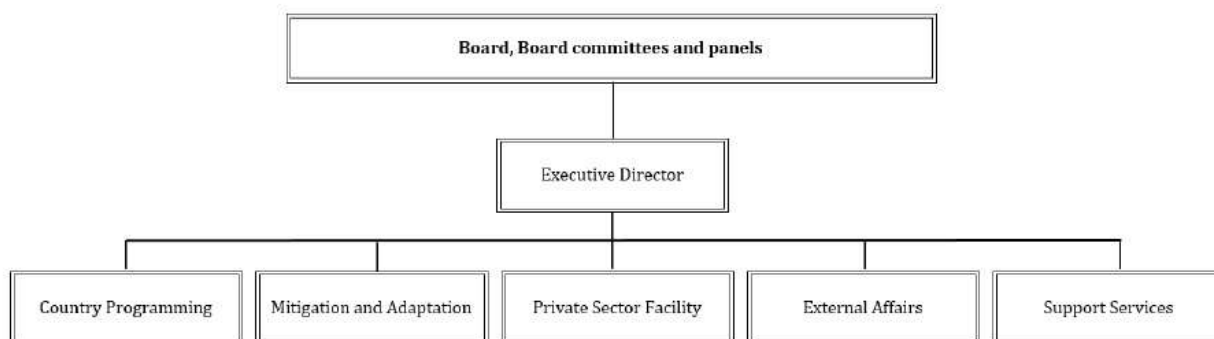 Board, Board committees and panels
Executive Director
Country Programming
Mitigation and Adaptation
Private Sector Facility
External Affairs
Support Services